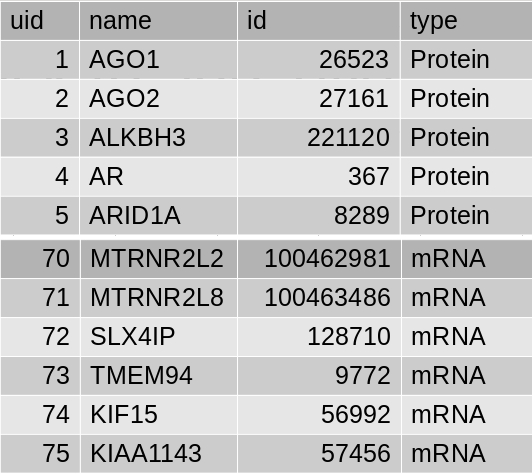 uid name id type
1 AGO1 26523 Protein
2 AGO2 27161 Protein
3 ALKBH3 221120 Protein
4 AR 367 Protein
5 ARID1A 8289 Protein
70 MTRNR2L2 100462981 mRNA
71 MTRNR2L8 100463486 mRNA
72 SLX4IP 128710 mRNA
73 TMEM94 9772 mRNA
74 KIF15 56992 mRNA
75 KIAA1143 57456 mRNA